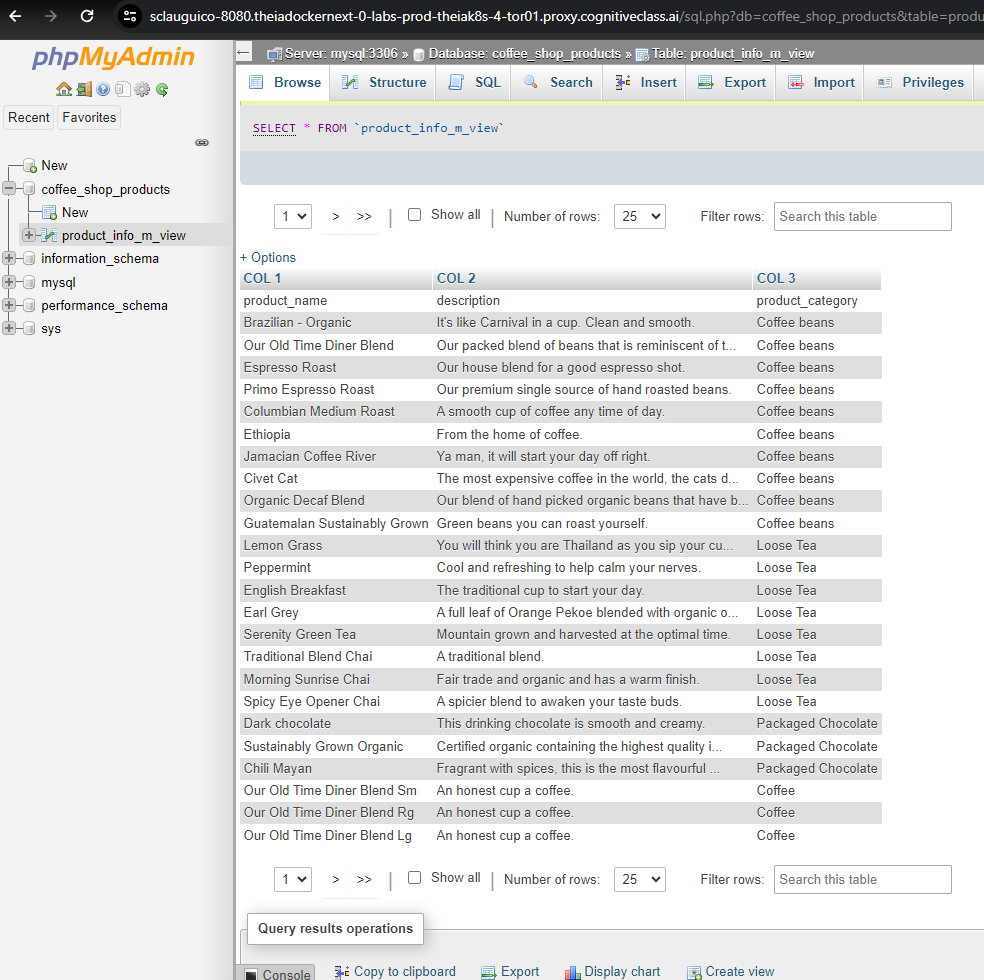 sclauguico-8080.theiadockernext-0-labs-prod-theiak8s-4-tor01.proxy.cognitiveclass.ai/sql.php?db=coffee_shop_products&table=produ
phpMyAdmin
Recent Favorites
New
coffee_shop_products
New
product_info_m_view
information_schema
mysql
performance_schema
sys
Server: mysql:3306 » Database: coffee_shop_products » Table: product_info_m_view
Browse Structure SQL Search Insert Export Import Privileges
SELECT * FROM `product_info_m_view`
1 > >> | Show all | Number of rows: 25 Filter rows: Search this table
+ Options
COL 1 COL 2 COL 3
product_name description product_category
Brazilian - Organic It's like Carnival in a cup. Clean and smooth. Coffee beans
Our Old Time Diner Blend Our packed blend of beans that is reminiscent of t... Coffee beans
Espresso Roast Our house blend for a good espresso shot. Coffee beans
Primo Espresso Roast Our premium single source of hand roasted beans. Coffee beans
Columbian Medium Roast A smooth cup of coffee any time of day. Coffee beans
Ethiopia From the home of coffee. Coffee beans
Jamacian Coffee River Ya man, it will start your day off right. Coffee beans
Civet Cat The most expensive coffee in the world, the cats d... Coffee beans
Organic Decaf Blend Our blend of hand picked organic beans that have b... Coffee beans
Guatemalan Sustainably Grown Green beans you can roast yourself. Coffee beans
Lemon Grass You will think you are Thailand as you sip your cu... Loose Tea
Peppermint Cool and refreshing to help calm your nerves. Loose Tea
English Breakfast The traditional cup to start your day. Loose Tea
Earl Grey A full leaf of Orange Pekoe blended with organic o... Loose Tea
Serenity Green Tea Mountain grown and harvested at the optimal time. Loose Tea
Traditional Blend Chai A traditional blend. Loose Tea
Morning Sunrise Chai Fair trade and organic and has a warm finish. Loose Tea
Spicy Eye Opener Chai A spicier blend to awaken your taste buds. Loose Tea
Dark chocolate This drinking chocolate is smooth and creamy. Packaged Chocolate
Sustainably Grown Organic Certified organic containing the highest quality i... Packaged Chocolate
Chili Mayan Fragrant with spices, this is the most flavourful ... Packaged Chocolate
Our Old Time Diner Blend Sm An honest cup a coffee. Coffee
Our Old Time Diner Blend Rg An honest cup a coffee. Coffee
Our Old Time Diner Blend Lg An honest cup a coffee. Coffee
1 > >> | Show all | Number of rows: 25 Filter rows: Search this table
Query results operations
Console Copy to clipboard Export Display chart Create view